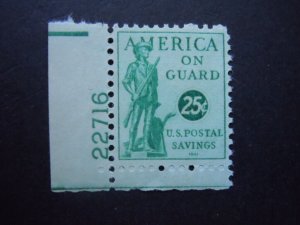 AMERICA
ON
GUARD
25¢
U.S. POSTAL
SAVINGS
22716